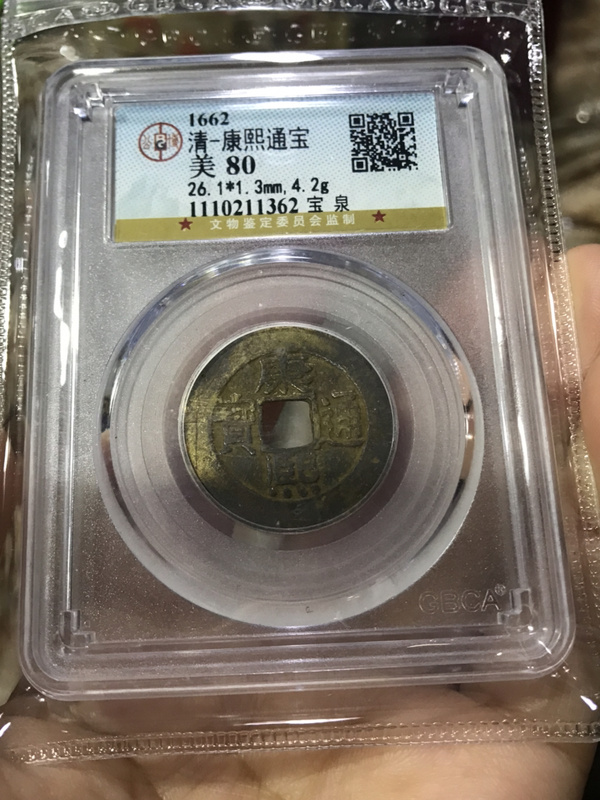 1662
清-康熙通宝
美 80
26.1*1.3mm,4.2g
1110211362 宝 泉
★ 文物鉴定委员会监制 ★
康
寶 通
熙
GBCA®